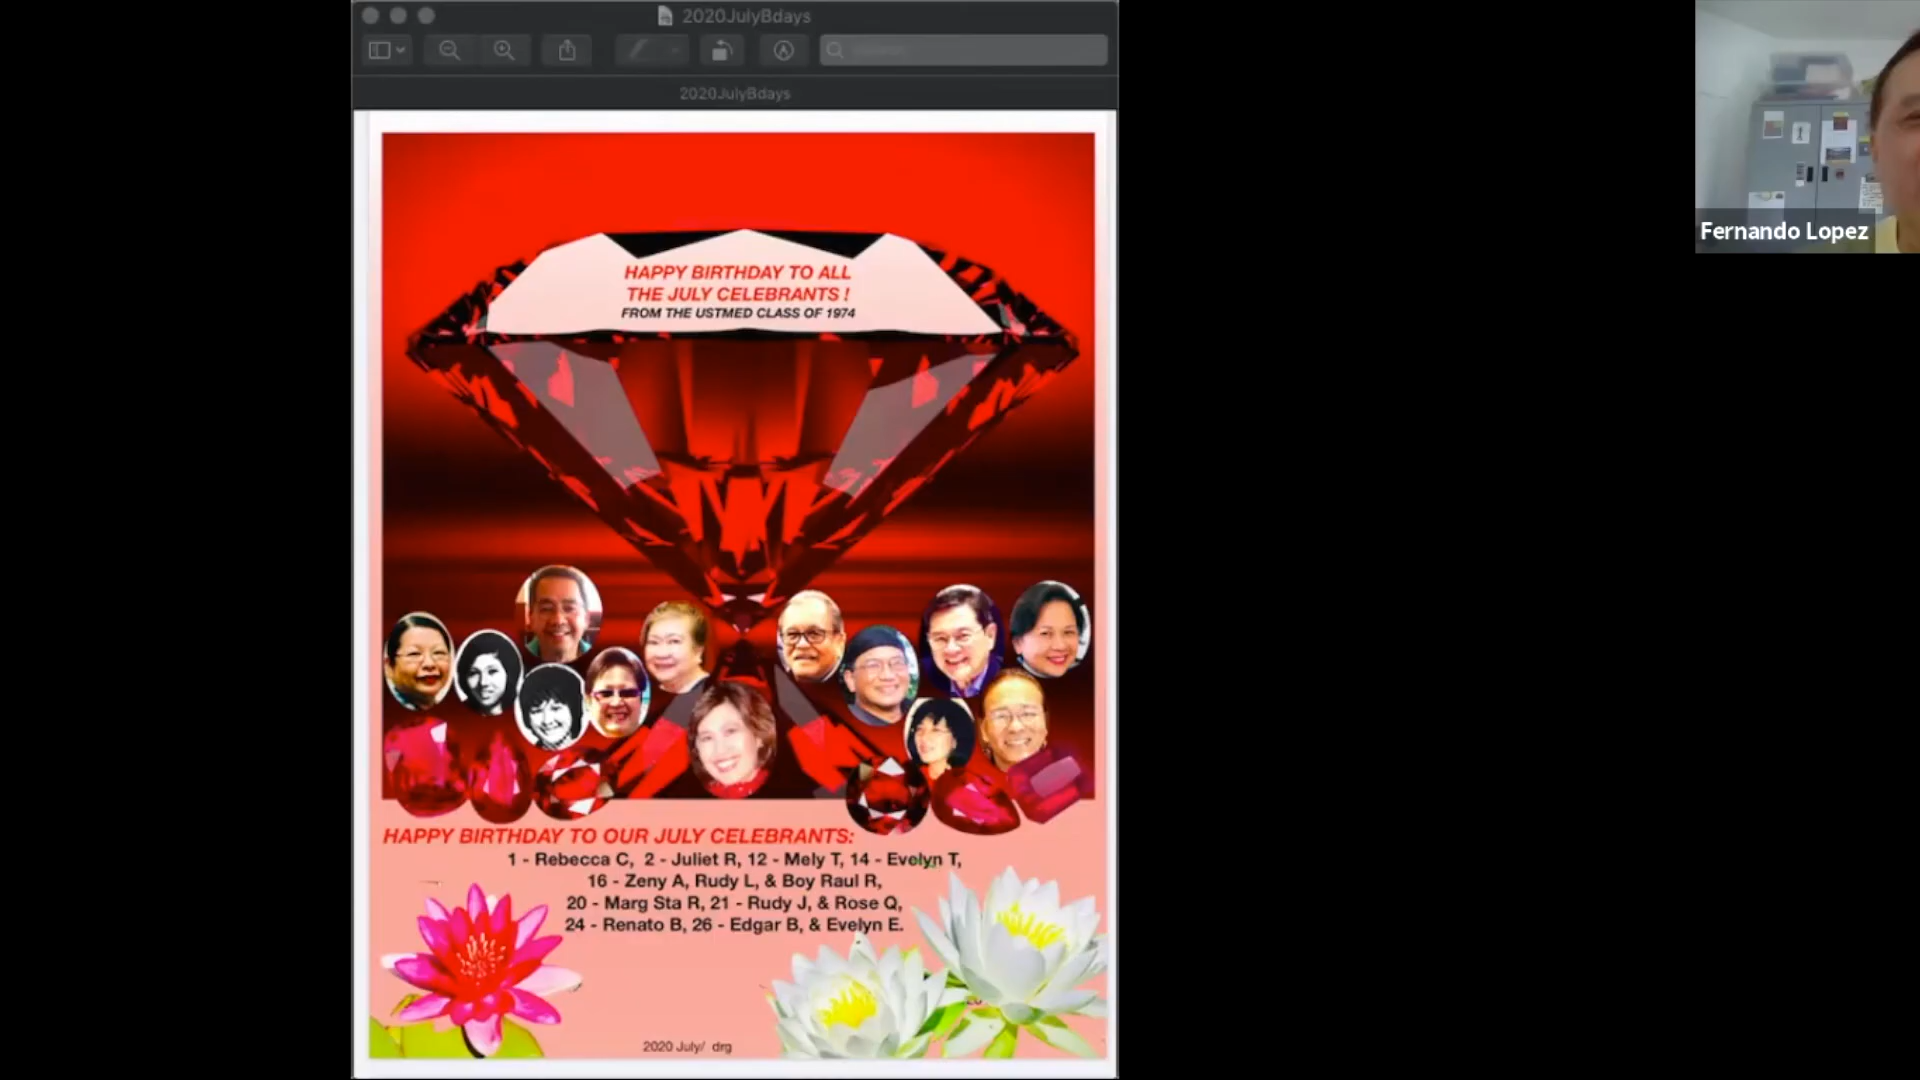 2020JulyBdays
2020JulyBdays
Fernando Lopez
HAPPY BIRTHDAY TO ALL
THE JULY CELEBRANTS !
FROM THE USTMED CLASS OF 1974
HAPPY BIRTHDAY TO OUR JULY CELEBRANTS:
1 - Rebecca C, 2 - Juliet R, 12 - Mely T, 14 - Evelyn T,
16 - Zeny A, Rudy L, & Boy Raul R,
20 - Marg Sta R, 21 - Rudy J, & Rose Q,
24 - Renato B, 26 - Edgar B, & Evelyn E.
2020 July/ drg